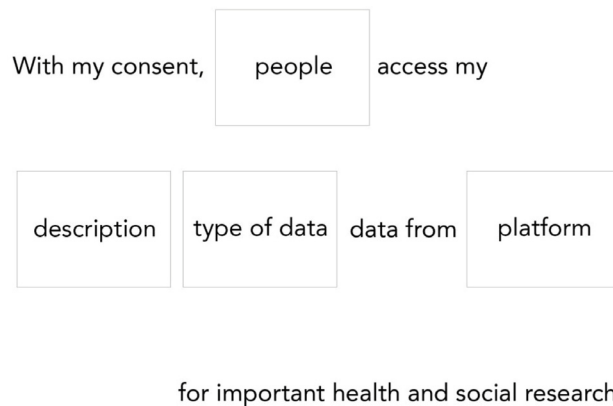 With my consent, people access my
description type of data data from platform
for important health and social research